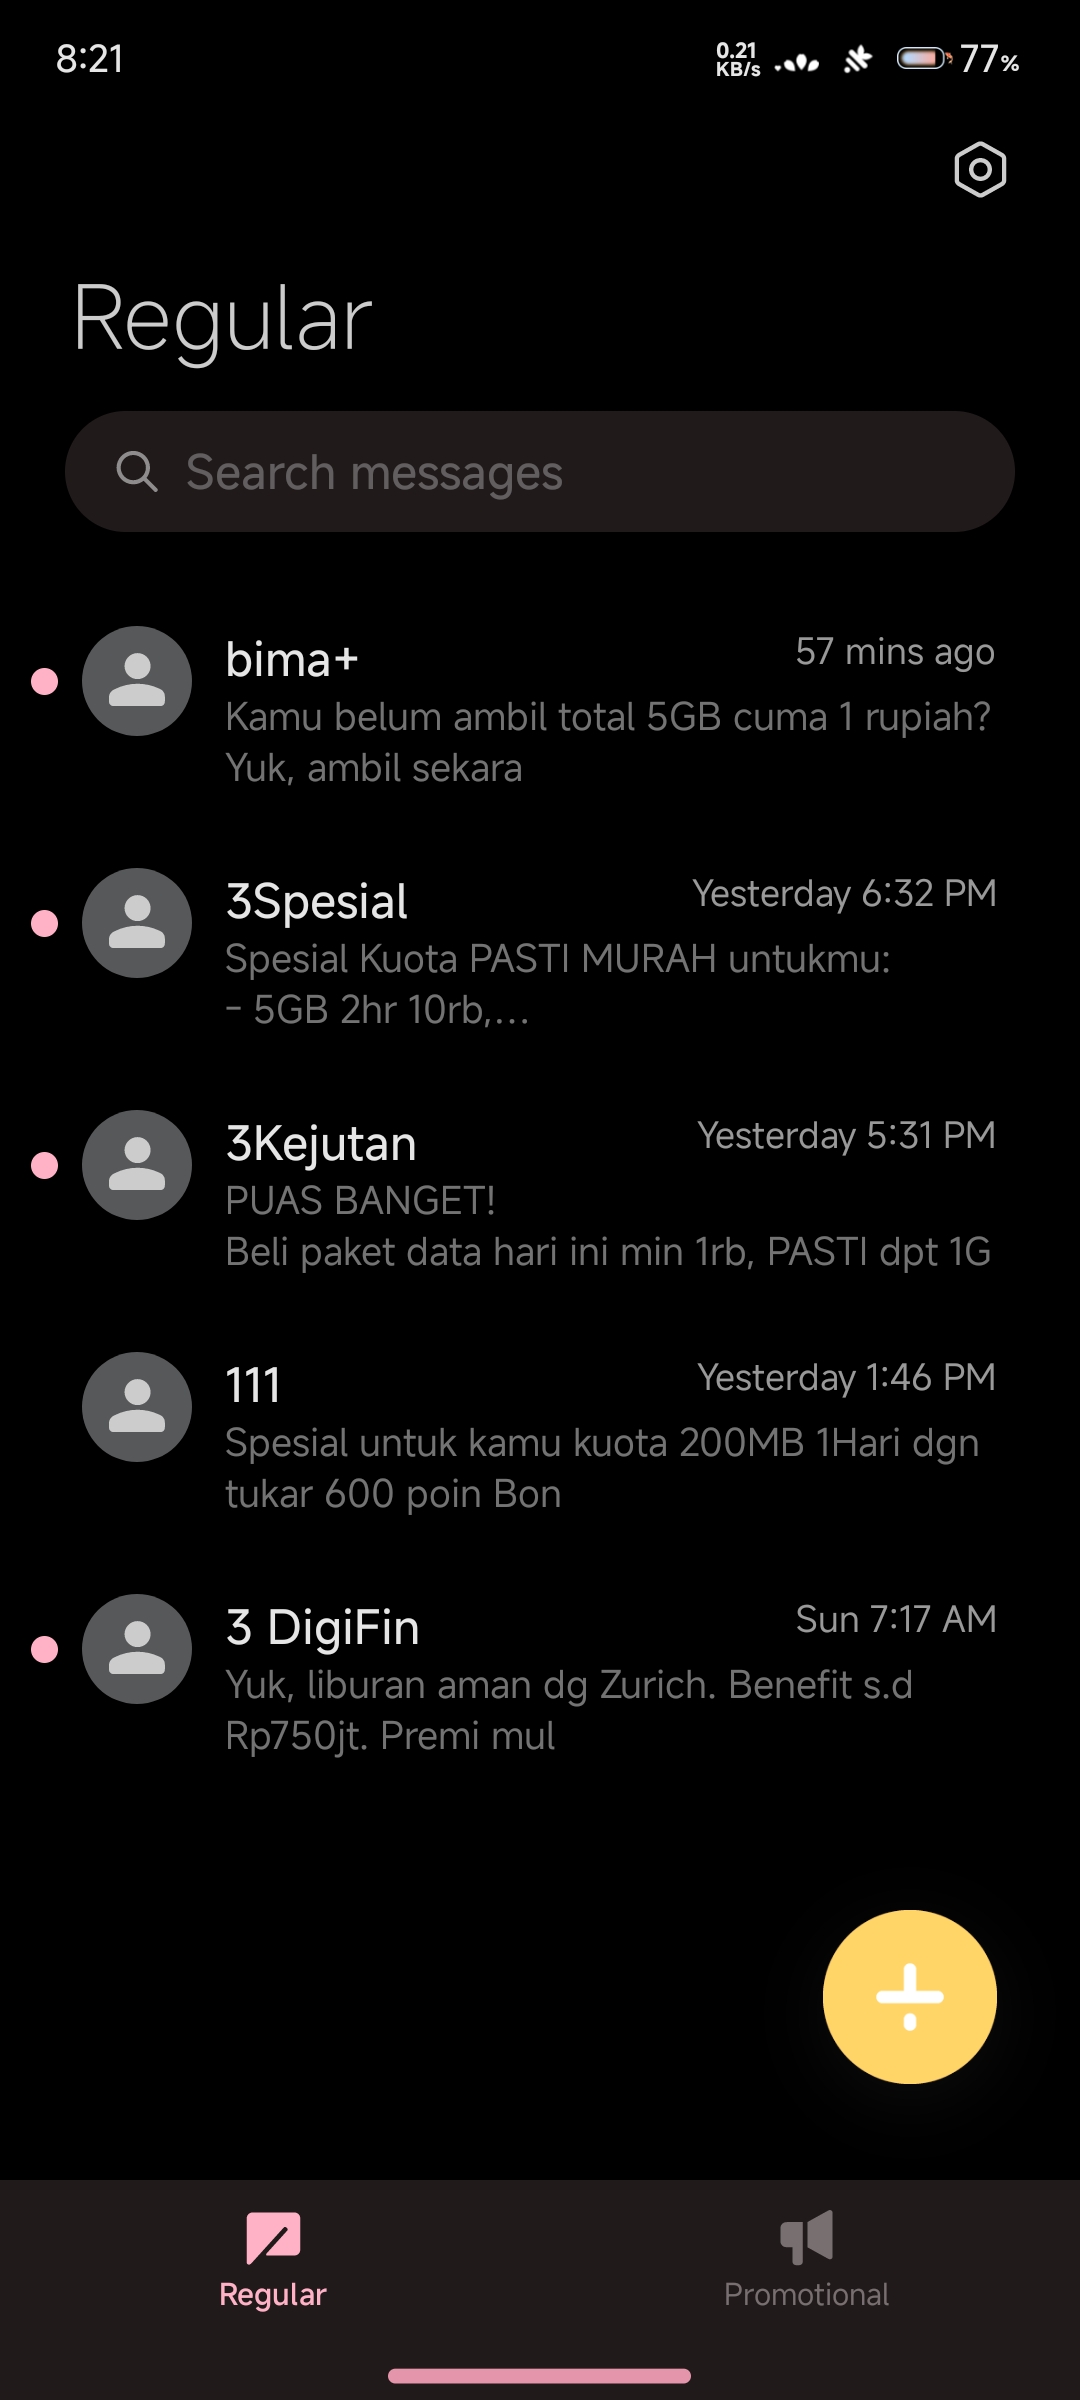 8:21
0.21
KB/s
77%
Regular
Search messages
bima+
57 mins ago
Kamu belum ambil total 5GB cuma 1 rupiah?
Yuk, ambil sekara
3Spesial
Yesterday 6:32 PM
Spesial Kuota PASTI MURAH untukmu:
- 5GB 2hr 10rb,...
3Kejutan
Yesterday 5:31 PM
PUAS BANGET!
Beli paket data hari ini min 1rb, PASTI dpt 1G
111
Yesterday 1:46 PM
Spesial untuk kamu kuota 200MB 1Hari dgn
tukar 600 poin Bon
3 DigiFin
Sun 7:17 AM
Yuk, liburan aman dg Zurich. Benefit s.d
Rp750jt. Premi mul
Regular
Promotional